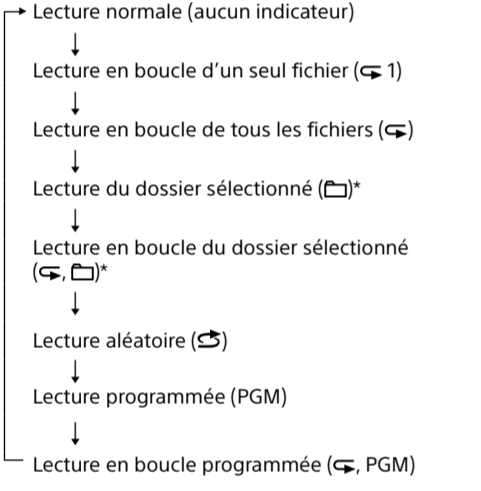 Lecture normale (aucun indicateur)
Lecture en boucle d’un seul fichier (⮎ 1)
Lecture en boucle de tous les fichiers (⮎)
Lecture du dossier sélectionné (🗀)*
Lecture en boucle du dossier sélectionné
(⮎, 🗀)*
Lecture aléatoire (⮌)
Lecture programmée (PGM)
Lecture en boucle programmée (⮎, PGM)